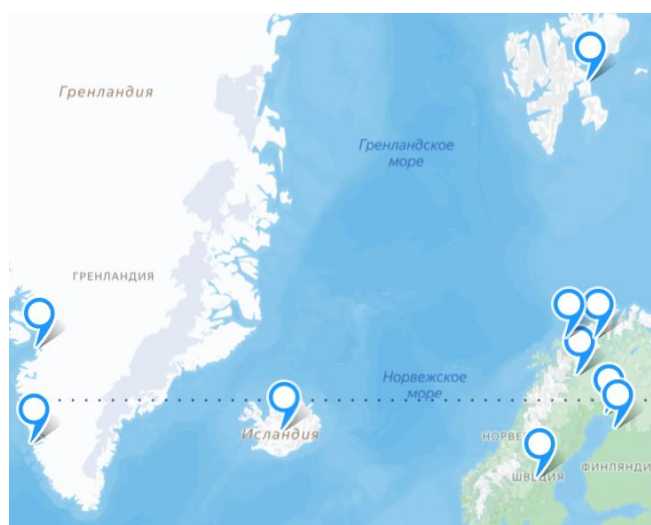 Гренландия
Гренландское
море
ГРЕНЛАНДИЯ
Норвежское
море
Исландия
НОРВЕ
ШВЕЦИЯ
ФИНЛЯНДИ